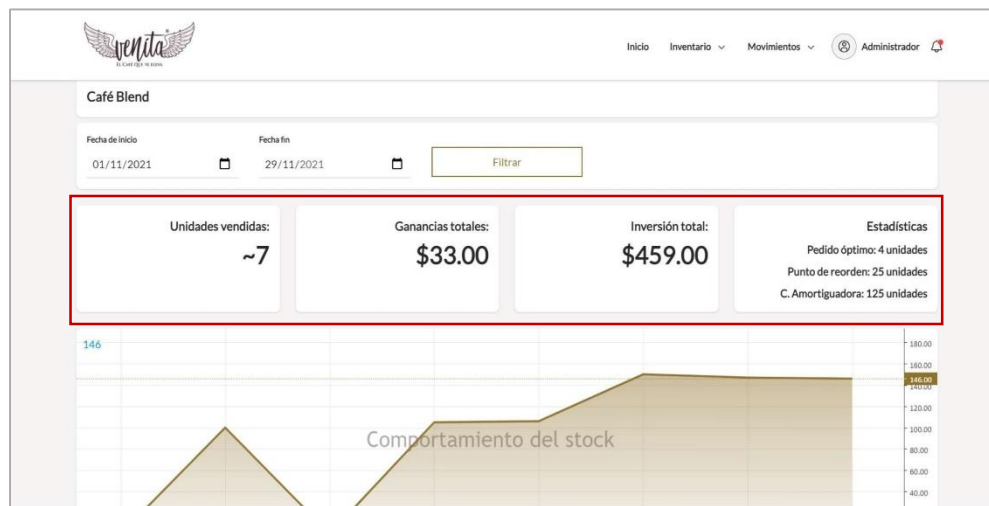 venita
EL CAFÉ QUE TE ELEVA
Inicio Inventario Movimientos Administrador
Café Blend
Fecha de inicio Fecha fin
01/11/2021 29/11/2021 Filtrar
Unidades vendidas:
~7
Ganancias totales:
$33.00
Inversión total:
$459.00
Estadísticas
Pedido óptimo: 4 unidades
Punto de reorden: 25 unidades
C. Amortiguadora: 125 unidades
146
Comportamiento del stock
180.00
160.00
146.00
140.00
120.00
100.00
80.00
60.00
40.00